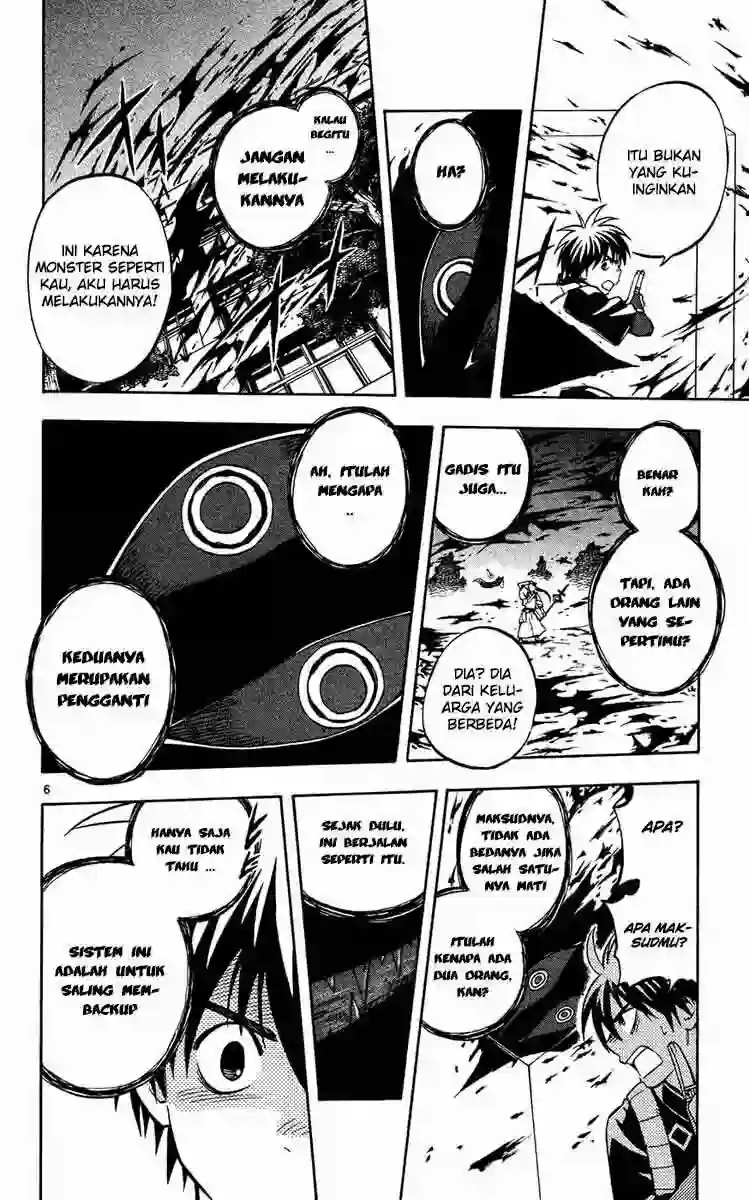 ITU BUKAN
YANG KU-
INGINKAN
HA?
KALAU
BEGITU
...
JANGAN
MELAKU-
KANNYA
INI KARENA
MONSTER SEPERTI
KAU, AKU HARUS
MELAKUKANNYA!
BENAR
KAH?
TAPI, ADA
ORANG LAIN
YANG SE-
PERTIMU?
GADIS ITU
JUGA...
DIA? DIA
DARI KELU-
ARGA YANG
BERBEDA!
AH, ITULAH
MENGAPA
..
KEDUANYA
MERUPAKAN
PENGGANTI
6
APA?
APA MAK-
SUDMU?
MAKSUDNYA,
TIDAK ADA
BEDANYA JIKA
SALAH SATU-
NYA MATI
ITULAH
KENAPA ADA
DUA ORANG,
KAN?
SEJAK DULU,
INI BERJALAN
SEPERTI ITU.
HANYA SAJA
KAU TIDAK
TAHU ...
SISTEM INI
ADALAH UNTUK
SALING MEM-
BACKUP